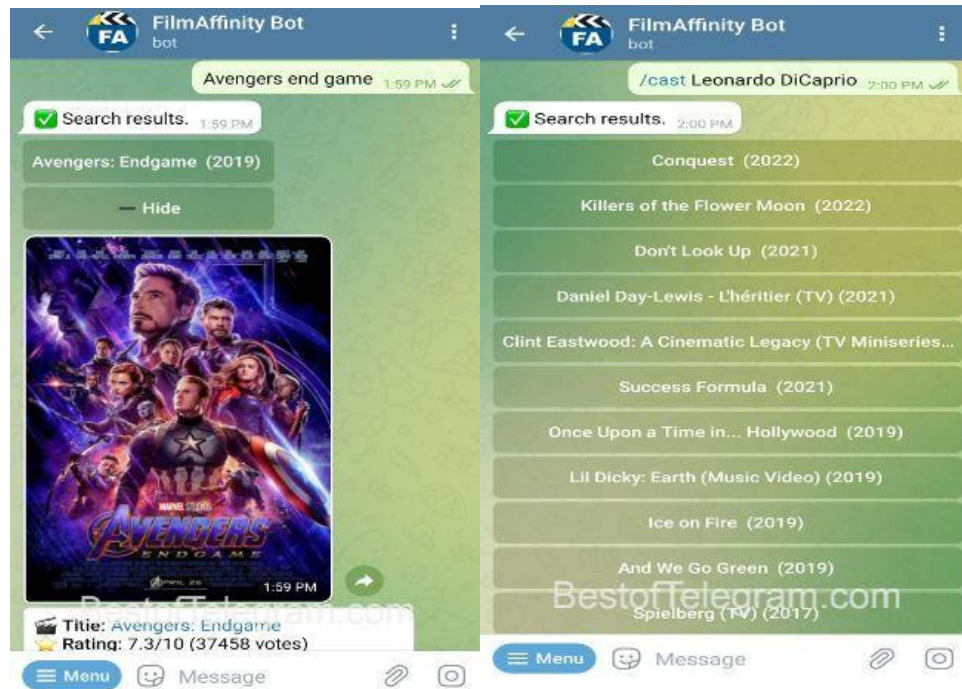 FA
FilmAffinity Bot
bot
Avengers end game 1:59 PM
✅ Search results. 1:59 PM
Avengers: Endgame (2019)
— Hide
MARVEL STUDIOS
AVENGERS
ENDGAME
APRIL 26
1:59 PM
BestofTelegram.com
🎬 Title: Avengers: Endgame
⭐ Rating: 7.3/10 (37458 votes)
Menu
Message
FA
FilmAffinity Bot
bot
/cast Leonardo DiCaprio 2:00 PM
✅ Search results. 2:00 PM
Conquest (2022)
Killers of the Flower Moon (2022)
Don't Look Up (2021)
Daniel Day-Lewis - L'héritier (TV) (2021)
Clint Eastwood: A Cinematic Legacy (TV Miniseries...
Success Formula (2021)
Once Upon a Time in... Hollywood (2019)
Lil Dicky: Earth (Music Video) (2019)
Ice on Fire (2019)
And We Go Green (2019)
BestofTelegram.com
Spielberg (TV) (2017)
Menu
Message